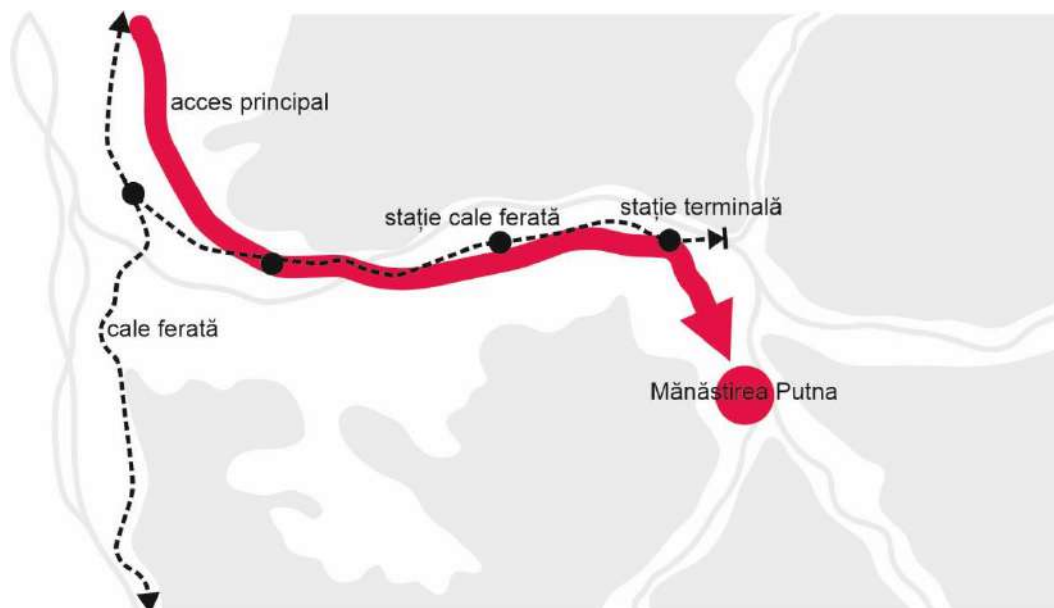 acces principal
stație cale ferată
stație terminală
cale ferată
Mănăstirea Putna